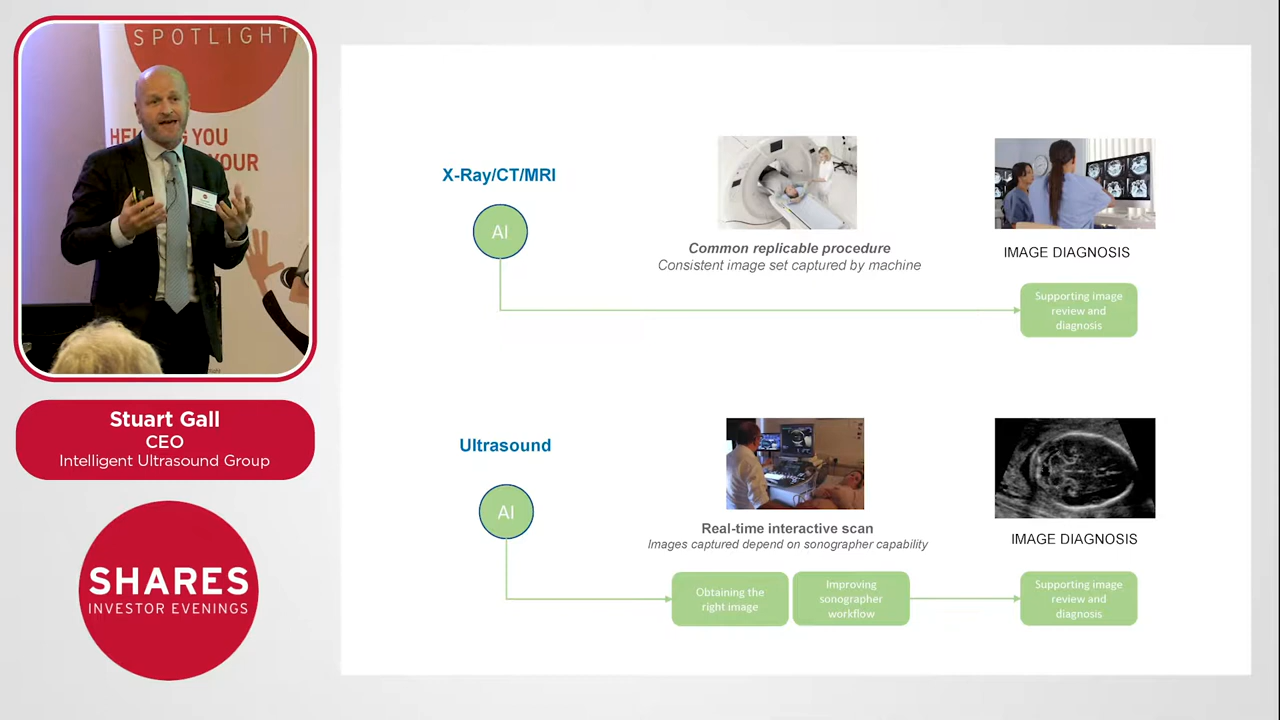 SPOTLIGHT
YOU
YOUR
Stuart Gall
CEO
Intelligent Ultrasound Group
SHARES
INVESTOR EVENINGS
X-Ray/CT/MRI
AI
Common replicable procedure
Consistent image set captured by machine
IMAGE DIAGNOSIS
Supporting image
review and
diagnosis
Ultrasound
AI
Real-time interactive scan
Images captured depend on sonographer capability
IMAGE DIAGNOSIS
Obtaining the
right image
Improving
sonographer
workflow
Supporting image
review and
diagnosis